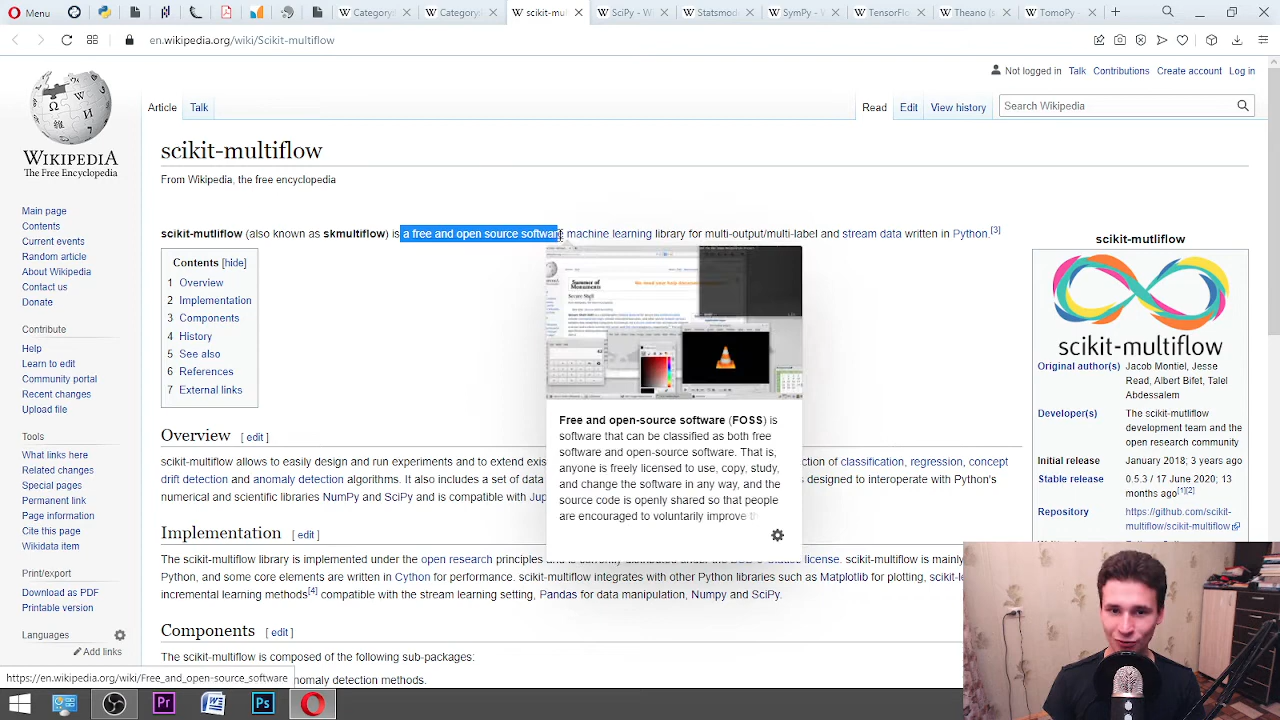 Menu
Category:
Category:
scikit-mul
SciPy - W
Statsmode
SymPy - W
TensorFlo
Theano (s
TomoPy -
en.wikipedia.org/wiki/Scikit-multiflow
Not logged in Talk Contributions Create account Log in
Article Talk
Read Edit View history
Search Wikipedia
WIKIPEDIA
The Free Encyclopedia
Main page
Contents
Current events
Random article
About Wikipedia
Contact us
Donate
Contribute
Help
Learn to edit
Community portal
Recent changes
Upload file
Tools
What links here
Related changes
Special pages
Permanent link
Page information
Cite this page
Wikidata item
Print/export
Download as PDF
Printable version
Languages
Add links
scikit-multiflow
From Wikipedia, the free encyclopedia
scikit-mutliflow (also known as skmultiflow) is a free and open source software machine learning library for multi-output/multi-label and stream data written in Python.[3]
Contents [hide]
1 Overview
2 Implementation
3 Components
4 History
5 See also
6 References
7 External links
Overview [ edit ]
scikit-multiflow allows to easily design and run experiments and to extend exis
ction of classification, regression, concept
drift detection and anomaly detection algorithms. It also includes a set of data
s designed to interoperate with Python's
numerical and scientific libraries NumPy and SciPy and is compatible with Jup
Implementation [ edit ]
The scikit-multiflow library is implemented under the open research principles
license. scikit-multiflow is main
Python, and some core elements are written in Cython for performance. scikit-multiflow integrates with other Python libraries such as Matplotlib for plotting, scikit-le
incremental learning methods[4] compatible with the stream learning setting, Pandas for data manipulation, Numpy and SciPy.
Components [ edit ]
The scikit-multiflow is composed of the following sub-packages:
anomaly detection methods.
Summer of
Monuments
Secure Shell
Free and open-source software (FOSS) is
software that can be classified as both free
software and open-source software. That is,
anyone is freely licensed to use, copy, study,
and change the software in any way, and the
source code is openly shared so that people
are encouraged to voluntarily improve th
scikit-mutliflow
scikit-multiflow
Original author(s) Jacob Montiel, Jesse
Read, Albert Bifet, Talel
Abdessalem
Developer(s) The scikit-mutliflow
development team and the
open research community
Initial release January 2018; 3 years ago
Stable release 0.5.3 / 17 June 2020; 13
months ago[1][2]
Repository https://github.com/scikit-
multiflow/scikit-multiflow
https://en.wikipedia.org/wiki/Free_and_open-source_software
Pr
Ps